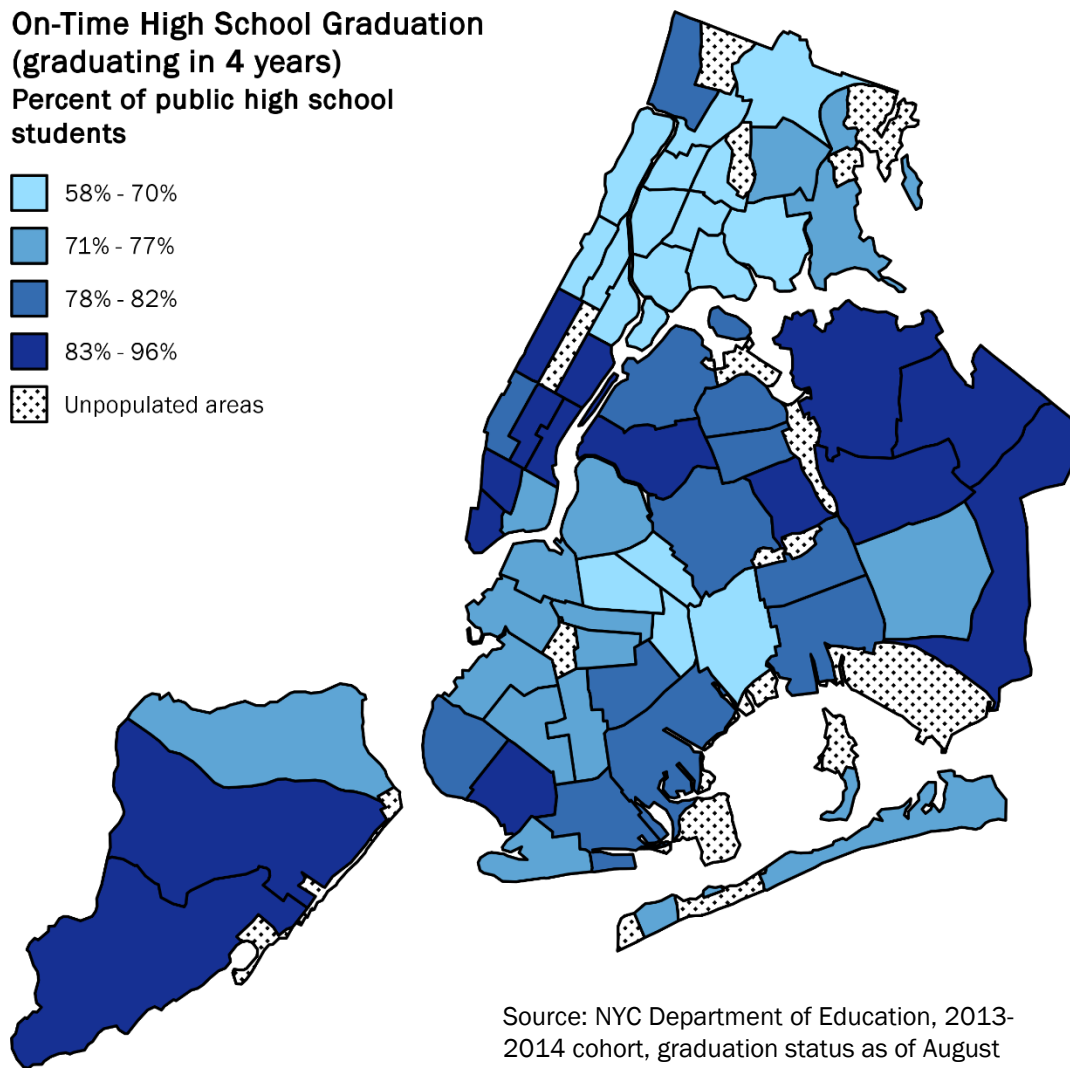 On-Time High School Graduation
(graduating in 4 years)
Percent of public high school
students
58% - 70%
71% - 77%
78% - 82%
83% - 96%
Unpopulated areas
Source: NYC Department of Education, 2013-
2014 cohort, graduation status as of August